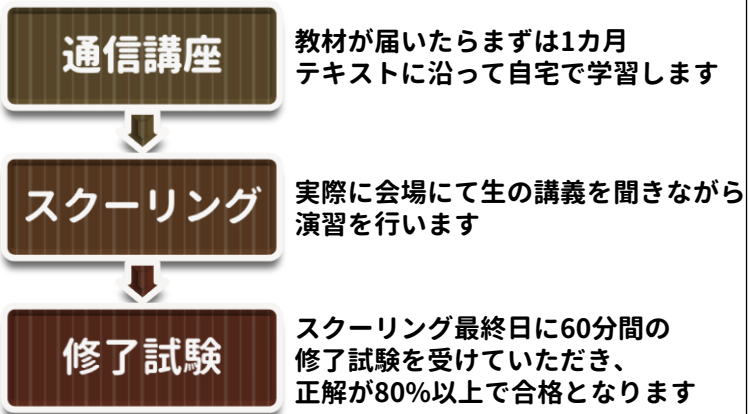 通信講座
教材が届いたらまずは1カ月
テキストに沿って自宅で学習します
スクーリング
実際に会場にて生の講義を聞きながら
演習を行います
修了試験
スクーリング最終日に60分間の
修了試験を受けていただき、
正解が80%以上で合格となります